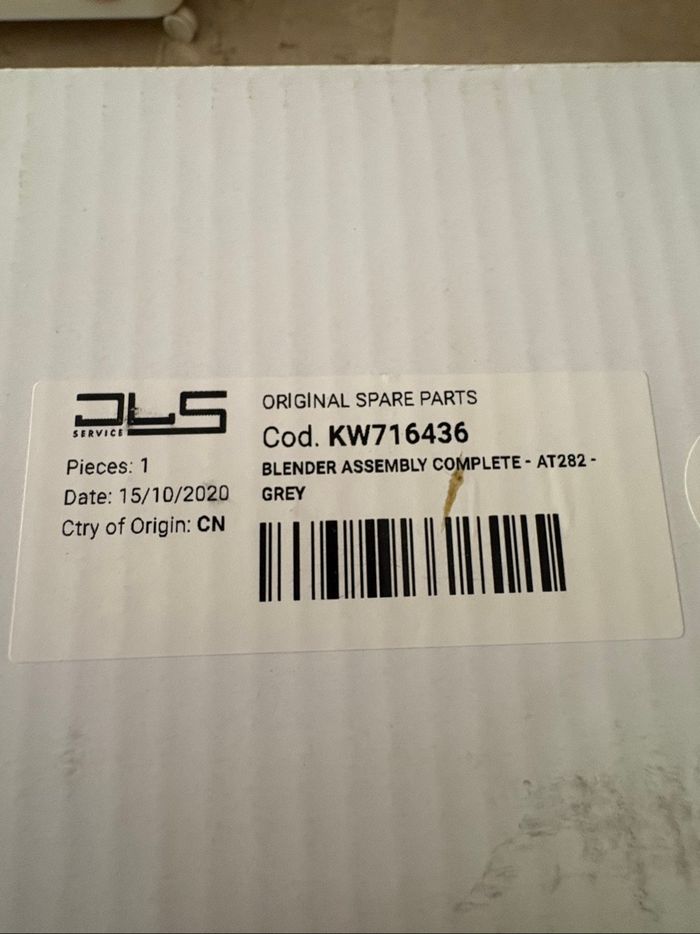 DLS
SERVICE
Pieces: 1
Date: 15/10/2020
Ctry of Origin: CN
ORIGINAL SPARE PARTS
Cod. KW716436
BLENDER ASSEMBLY COMPLETE - AT282 -
GREY